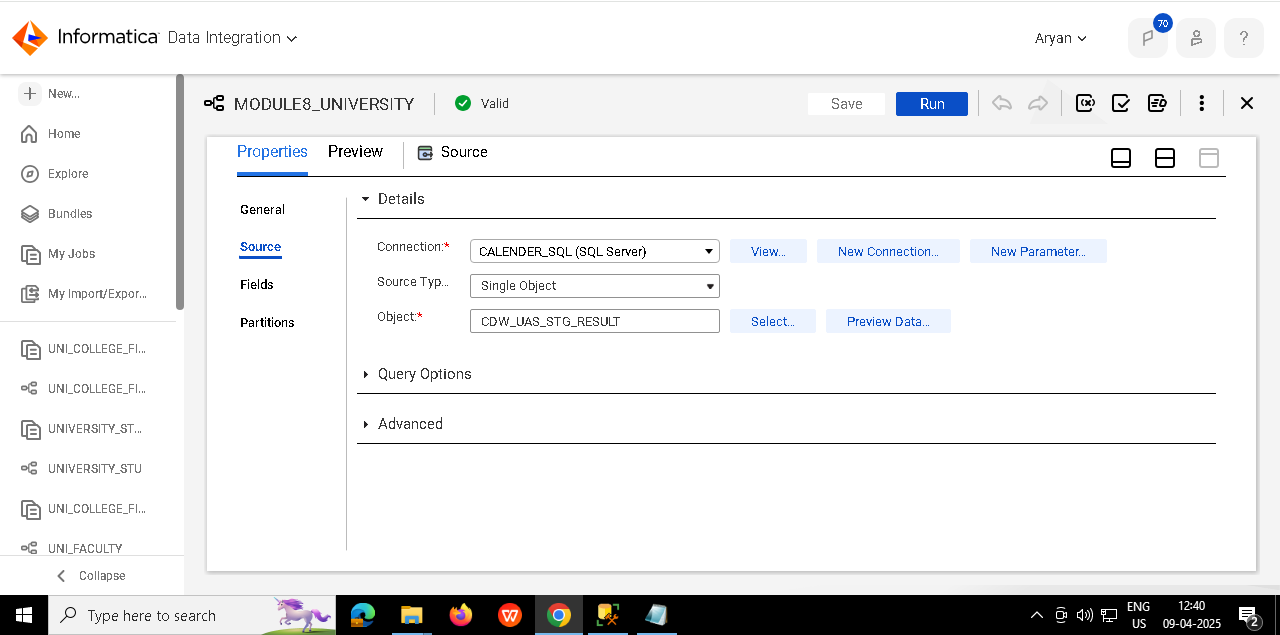 Informatica Data Integration
Aryan
70
?
New...
Home
Explore
Bundles
My Jobs
My Import/Expor...
UNI_COLLEGE_FI...
UNI_COLLEGE_FI...
UNIVERSITY_ST...
UNIVERSITY_STU
UNI_COLLEGE_FI...
UNI_FACULTY
Collapse
MODULE8_UNIVERSITY
Valid
Save
Run
Properties
Preview
Source
General
Source
Fields
Partitions
Details
Connection:* CALENDER_SQL (SQL Server) View... New Connection... New Parameter...
Source Typ... Single Object
Object:* CDW_UAS_STG_RESULT Select... Preview Data...
Query Options
Advanced
Type here to search
ENG
US
12:40
09-04-2025
2